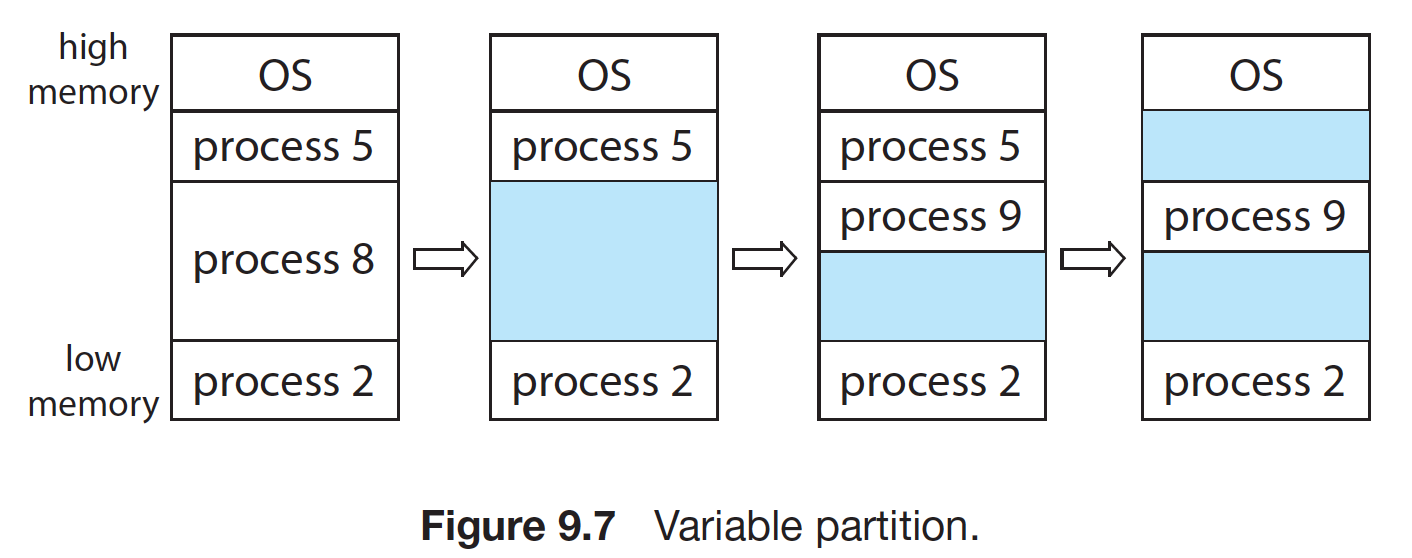 high
memory
OS
process 5
process 8
process 2
low
memory
OS
process 5
process 2
OS
process 5
process 9
process 2
OS
process 9
process 2
Figure 9.7 Variable partition.